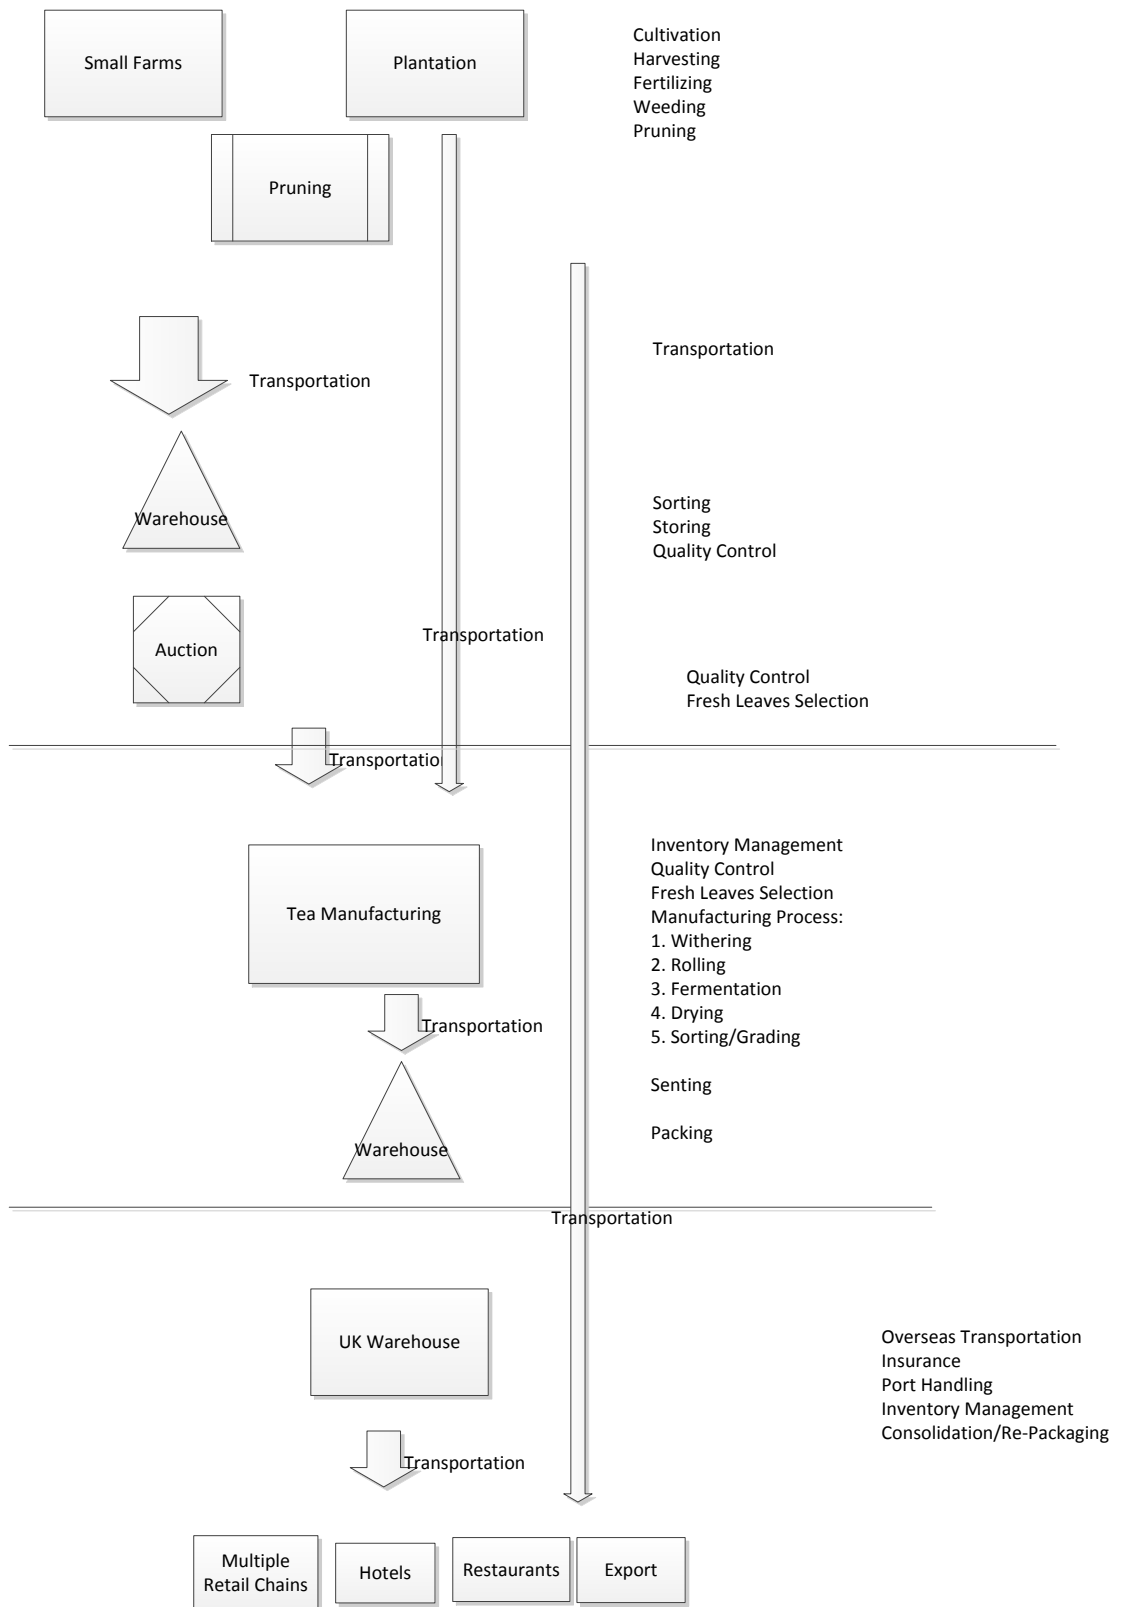 Small Farms
Plantation
Cultivation
Harvesting
Fertilizing
Weeding
Pruning
Pruning
Transportation
Transportation
Warehouse
Sorting
Storing
Quality Control
Auction
Transportation
Quality Control
Fresh Leaves Selection
Transportatio
Tea Manufacturing
Inventory Management
Quality Control
Fresh Leaves Selection
Manufacturing Process:
1. Withering
2. Rolling
3. Fermentation
4. Drying
5. Sorting/Grading
Transportation
Senting
Packing
Warehouse
Transportation
UK Warehouse
Overseas Transportation
Insurance
Port Handling
Inventory Management
Consolidation/Re-Packaging
Transportation
Multiple
Retail Chains
Hotels
Restaurants
Export